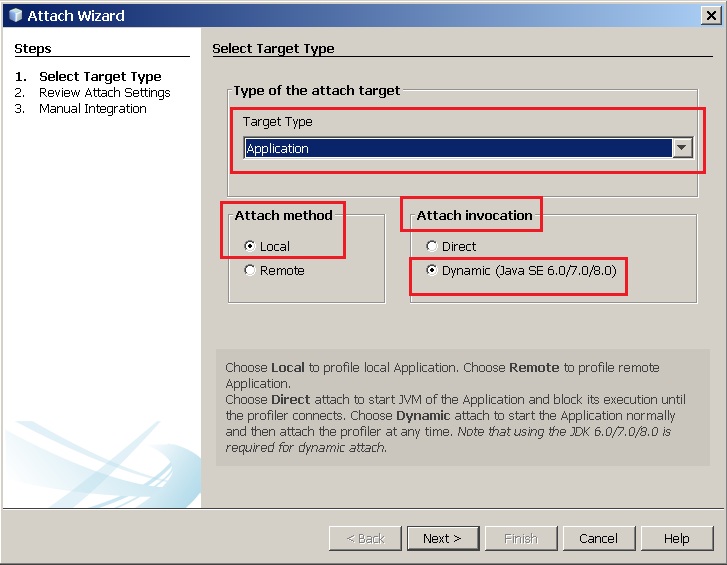 Attach Wizard
Steps
1. Select Target Type
2. Review Attach Settings
3. Manual Integration
Select Target Type
Type of the attach target
Target Type
Application
Attach method
Local
Remote
Attach invocation
Direct
Dynamic (Java SE 6.0/7.0/8.0)
Choose Local to profile local Application. Choose Remote to profile remote
Application.
Choose Direct attach to start JVM of the Application and block its execution until
the profiler connects. Choose Dynamic attach to start the Application normally
and then attach the profiler at any time. Note that using the JDK 6.0/7.0/8.0 is
required for dynamic attach.
< Back
Next >
Finish
Cancel
Help